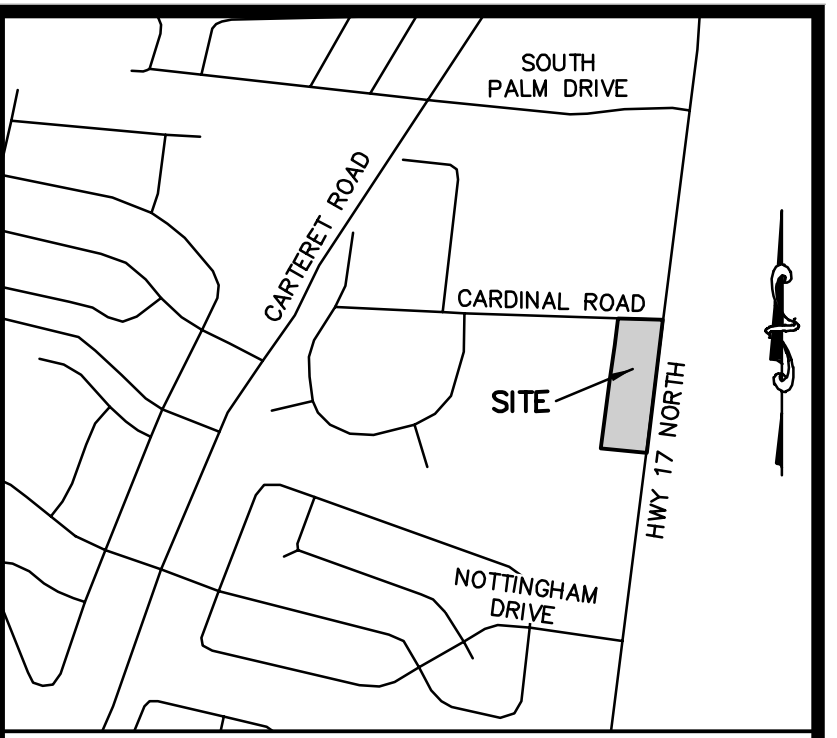 SOUTH
PALM DRIVE
CARTERET ROAD
CARDINAL ROAD
SITE
HWY 17 NORTH
NOTTINGHAM
DRIVE